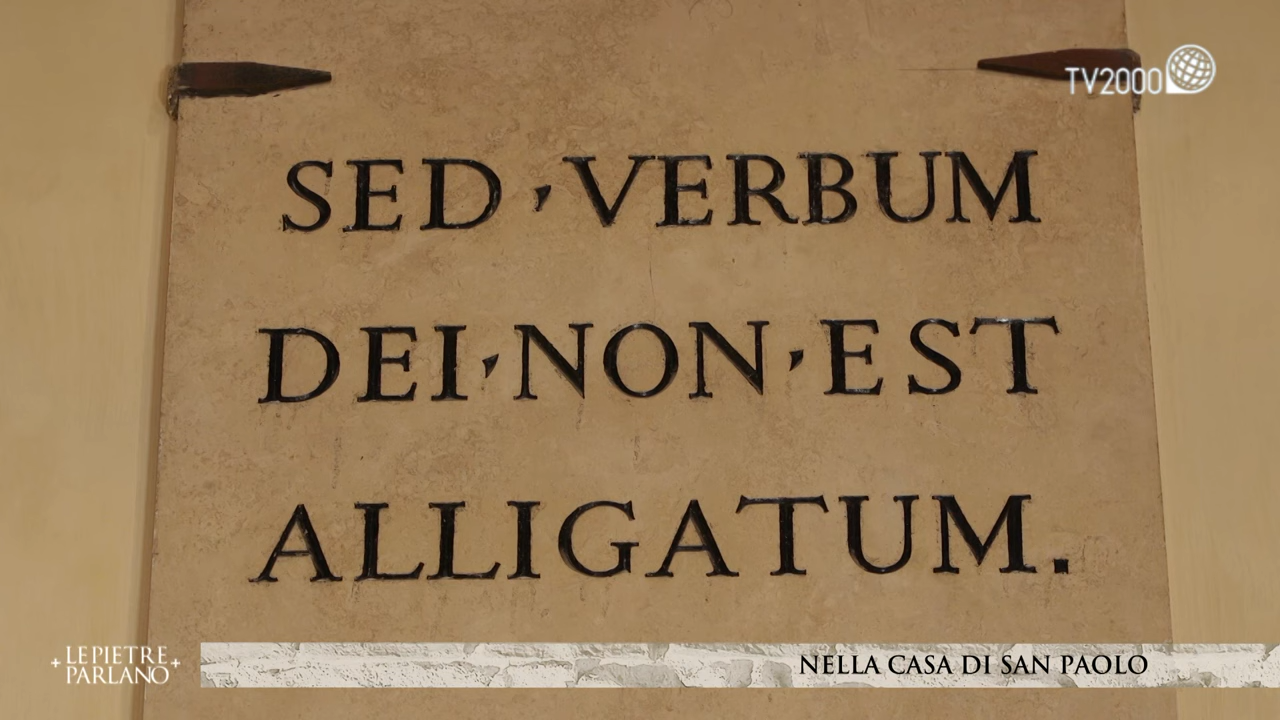 TV2000
SED , VERBUM
DEI , NON , EST
ALLIGATUM.
+ LE PIETRE +
PARLANO
NELLA CASA DI SAN PAOLO